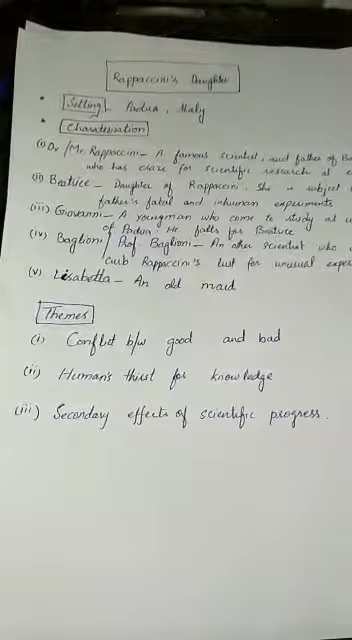 Rappaccini's Daughter
* Setting - Padua, Italy
* Charaterisation
(i) Dr/Mr. Rappaccini - A famous scientist, and father of
who has craze for scientific research at
(ii) Beatrice - Daughter of Rappaccini. She is subject
father's fatal and inhuman experiments
(iii) Giovanni - A youngman who come to study at
of Padua. He falls for Beatrice
(iv) Baglioni / Prof. Baglioni - An other scientist who
curb Rappaccini's lust for unusual
(v) Lisabetta - An old maid
Themes
(i) Conflict b/w good and bad
(ii) Human's thirst for knowledge
(iii) Secondary effects of scientific progress.